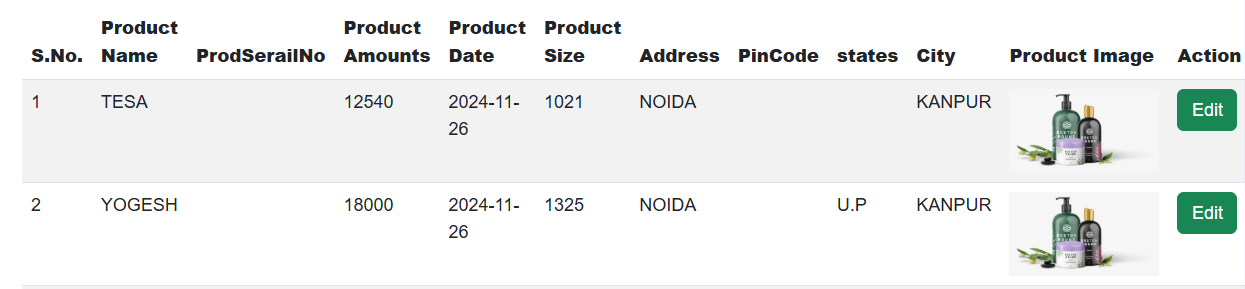 S.No. Product Name ProdSerailNo Product Amounts Product Date Product Size Address PinCode states City Product Image Action
1 TESA 12540 2024-11-26 1021 NOIDA KANPUR Edit
2 YOGESH 18000 2024-11-26 1325 NOIDA U.P KANPUR Edit